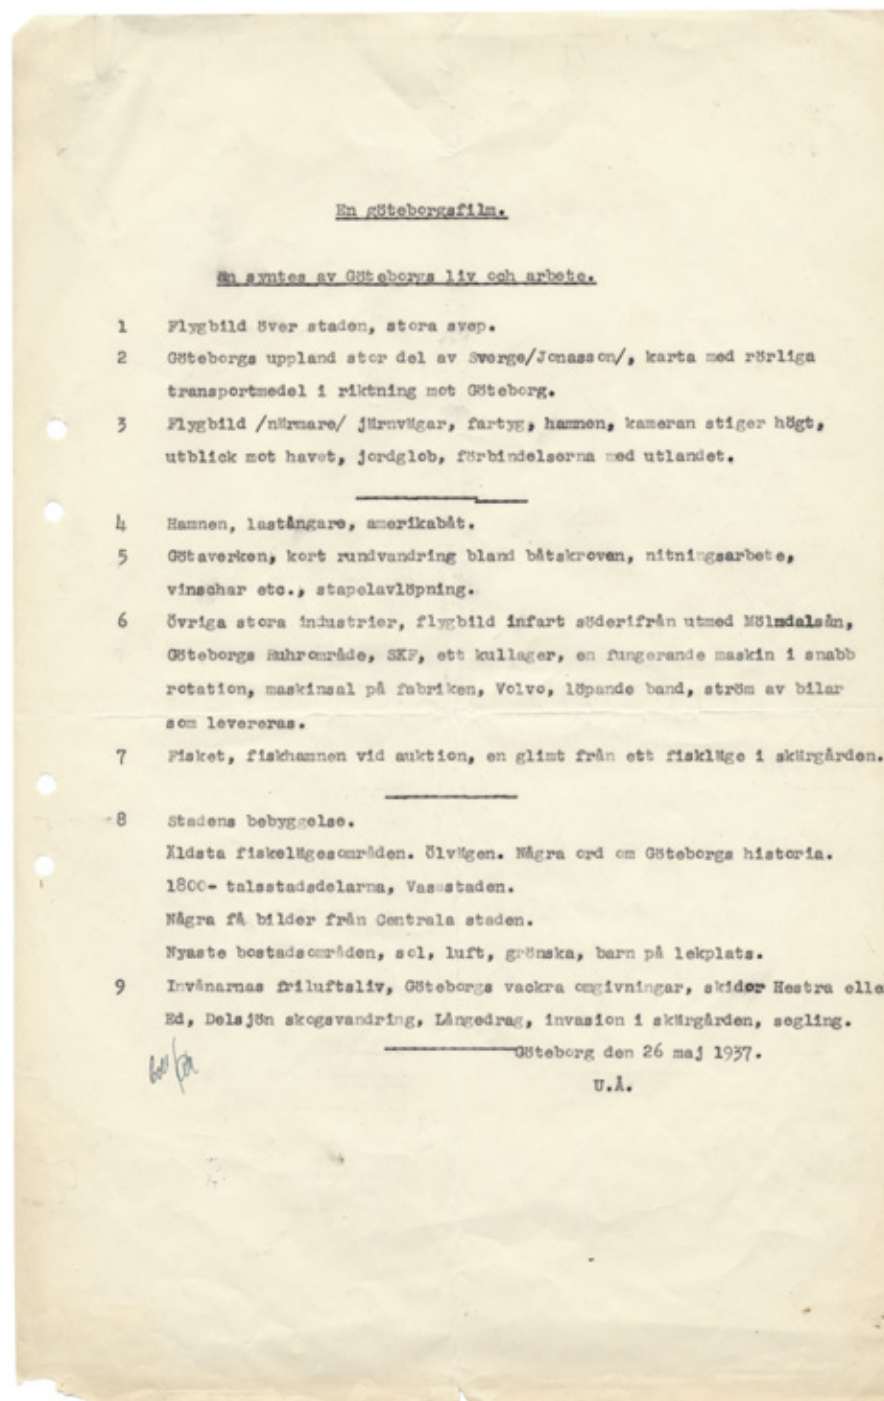 En göteborgsfilm.
En syntes av Göteborgs liv och arbete.
1 Flygbild över staden, stora svep.
2 Göteborgs uppland stor del av Sverge/Jonasson/, karta med rörliga
transportmedel i riktning mot Göteborg.
3 Flygbild /närmare/ järnvägar, fartyg, hamnen, kameran stiger högt,
utblick mot havet, jordglob, förbindelserna med utlandet.
4 Hamnen, lastångare, amerikabåt.
5 Götaverken, kort rundvandring bland båtskroven, nitningsarbete,
vinschar etc., stapelavlöpning.
6 Övriga stora industrier, flygbild infart söderifrån utmed Mölndalsån,
Göteborgs Ruhrområde, SKF, ett kullager, en fungerande maskin i snabb
rotation, maskinsal på fabriken, Volvo, löpande band, ström av bilar
som levereras.
7 Fisket, fiskhamnen vid auktion, en glimt från ett fiskläge i skärgården.
8 Stadens bebyggelse.
Äldsta fiskelägesområden. Ölvägen. Några ord om Göteborgs historia.
1800- talsstadsdelarna, Vasastaden.
Några få bilder från Centrala staden.
Nyaste bostadsområden, sol, luft, grönska, barn på lekplats.
9 Invånarnas friluftsliv, Göteborgs vackra omgivningar, skidor Hestra elle
Ed, Delsjön skogsvandring, Långedrag, invasion i skärgården, segling.
Göteborg den 26 maj 1937.
U.Å.